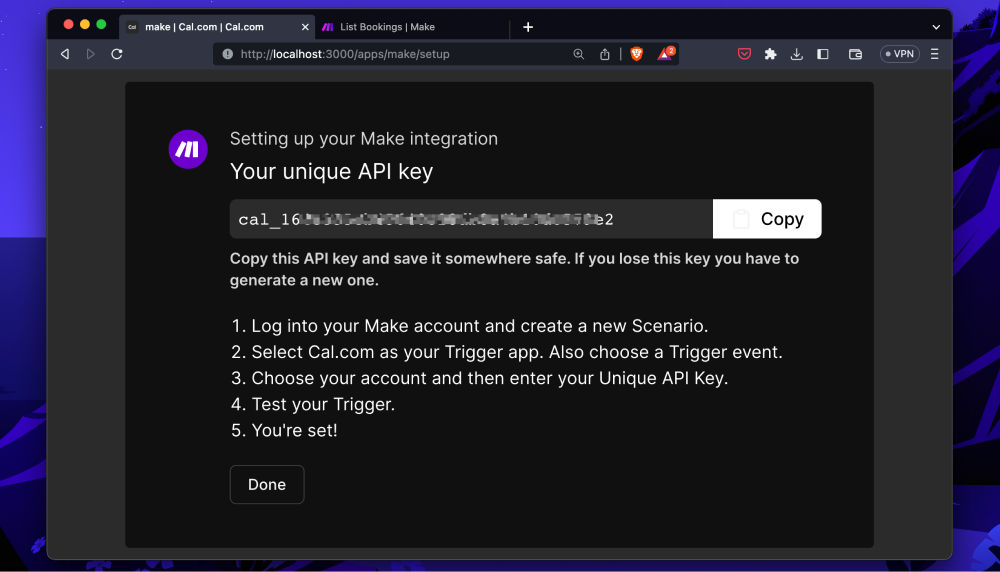 Cal make | Cal.com | Cal.com List Bookings | Make
http://localhost:3000/apps/make/setup 2 VPN
Setting up your Make integration
Your unique API key
Copy
Copy this API key and save it somewhere safe. If you lose this key you have to
generate a new one.
1. Log into your Make account and create a new Scenario.
2. Select Cal.com as your Trigger app. Also choose a Trigger event.
3. Choose your account and then enter your Unique API Key.
4. Test your Trigger.
5. You're set!
Done